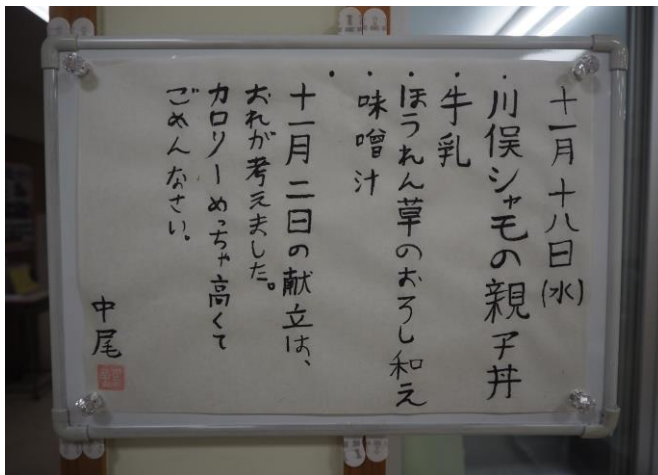 十一月十八日(水)
・川俣シャモの親子丼
・牛乳
・ほうれん草のおろし和え
・味噌汁
十一月二日の献立は、
おれが考えました。
カロリーめっちゃ高くて
ごめんなさい。
中尾